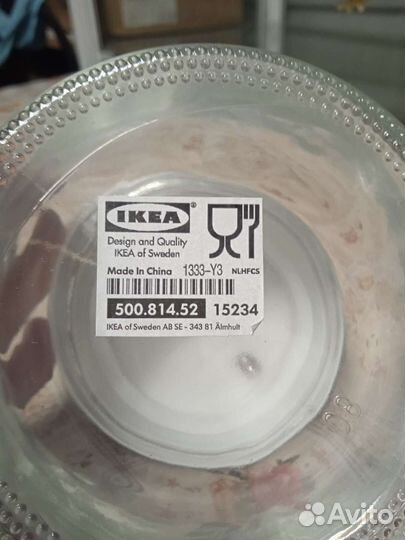 IKEA®
Design and Quality
IKEA of Sweden
Made In China 1333-Y3 NLHFCS
500.814.52 15234
IKEA of Sweden AB SE - 343 81 Älmhult
80
Avito